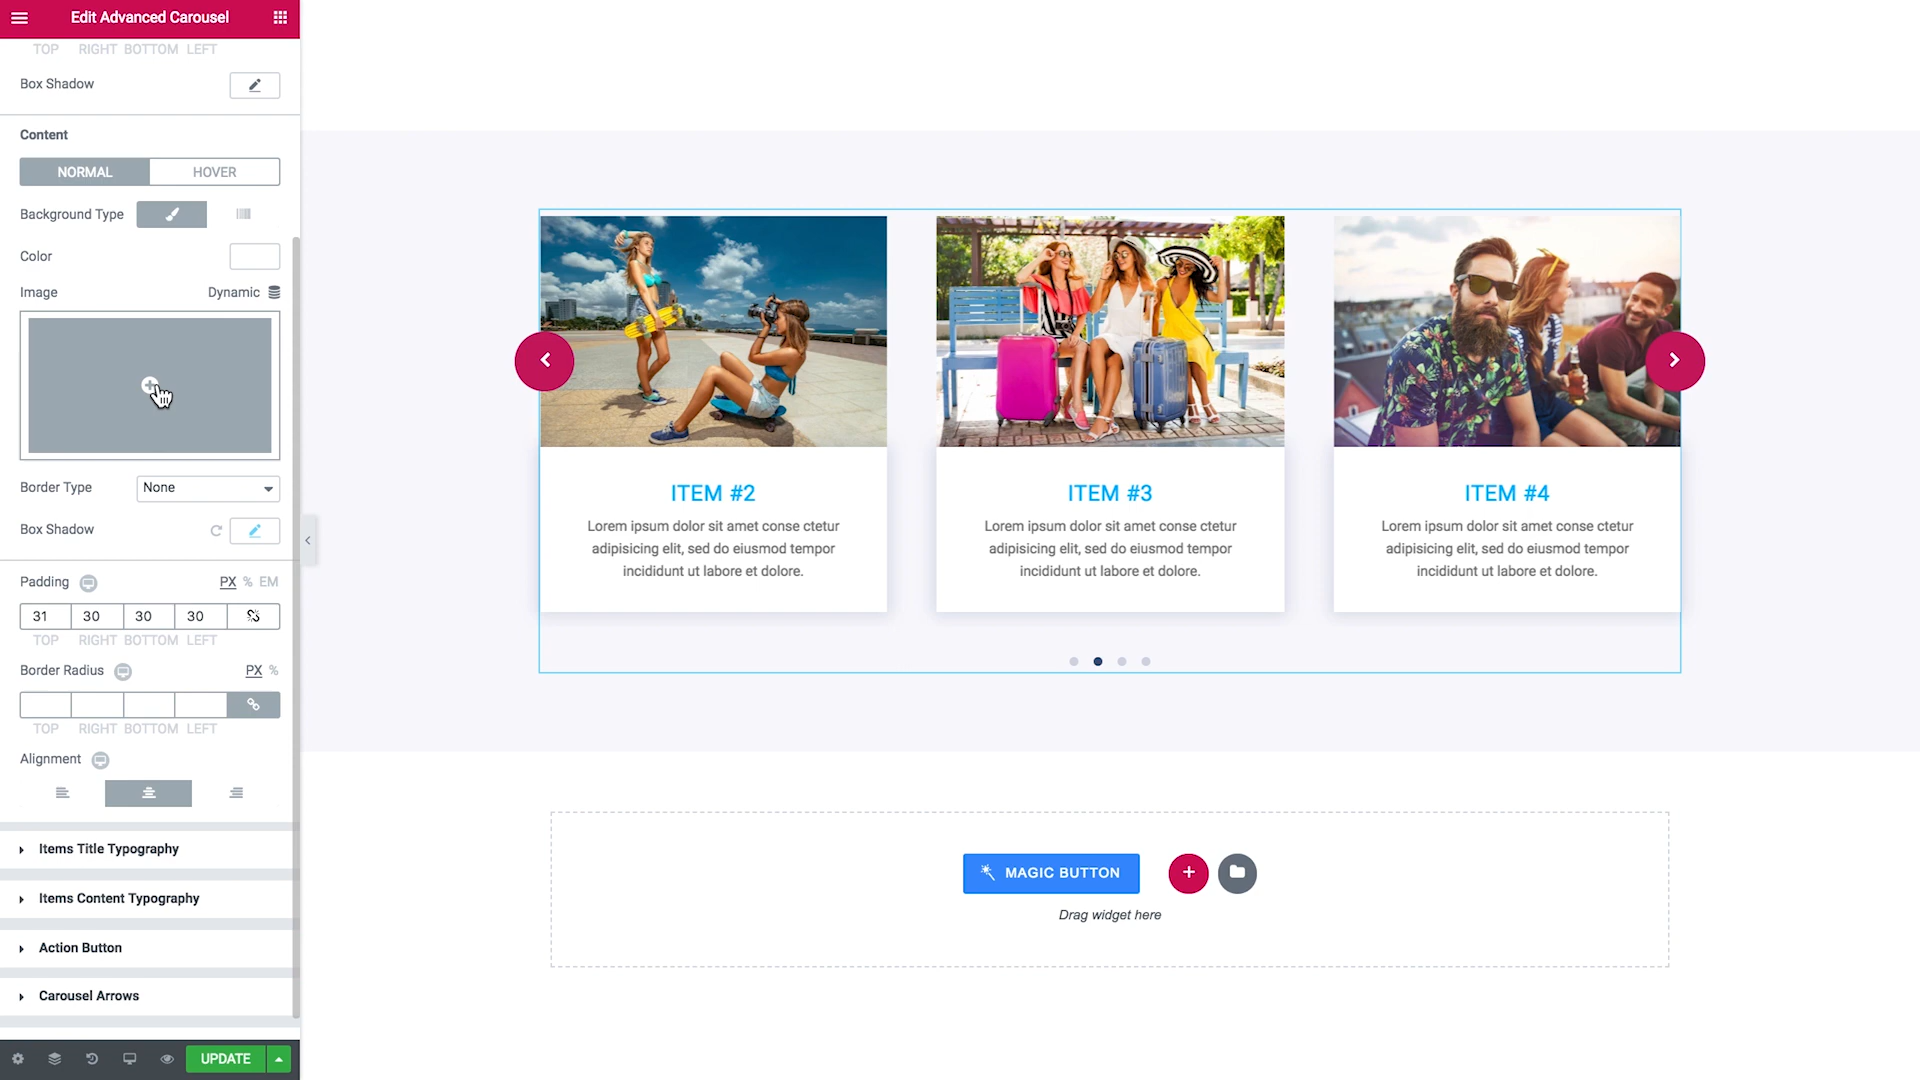 Edit Advanced Carousel
TOP RIGHT BOTTOM LEFT
Box Shadow
Content
NORMAL HOVER
Background Type
Color
Image Dynamic
Border Type None
Box Shadow
Padding PX % EM
31 30 30 30
TOP RIGHT BOTTOM LEFT
Border Radius PX %
TOP RIGHT BOTTOM LEFT
Alignment
Items Title Typography
Items Content Typography
Action Button
Carousel Arrows
UPDATE
ITEM #2
Lorem ipsum dolor sit amet conse ctetur
adipisicing elit, sed do eiusmod tempor
incididunt ut labore et dolore.
ITEM #3
Lorem ipsum dolor sit amet conse ctetur
adipisicing elit, sed do eiusmod tempor
incididunt ut labore et dolore.
ITEM #4
Lorem ipsum dolor sit amet conse ctetur
adipisicing elit, sed do eiusmod tempor
incididunt ut labore et dolore.
MAGIC BUTTON
Drag widget here